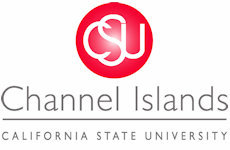 CSU
Channel Islands
CALIFORNIA STATE UNIVERSITY